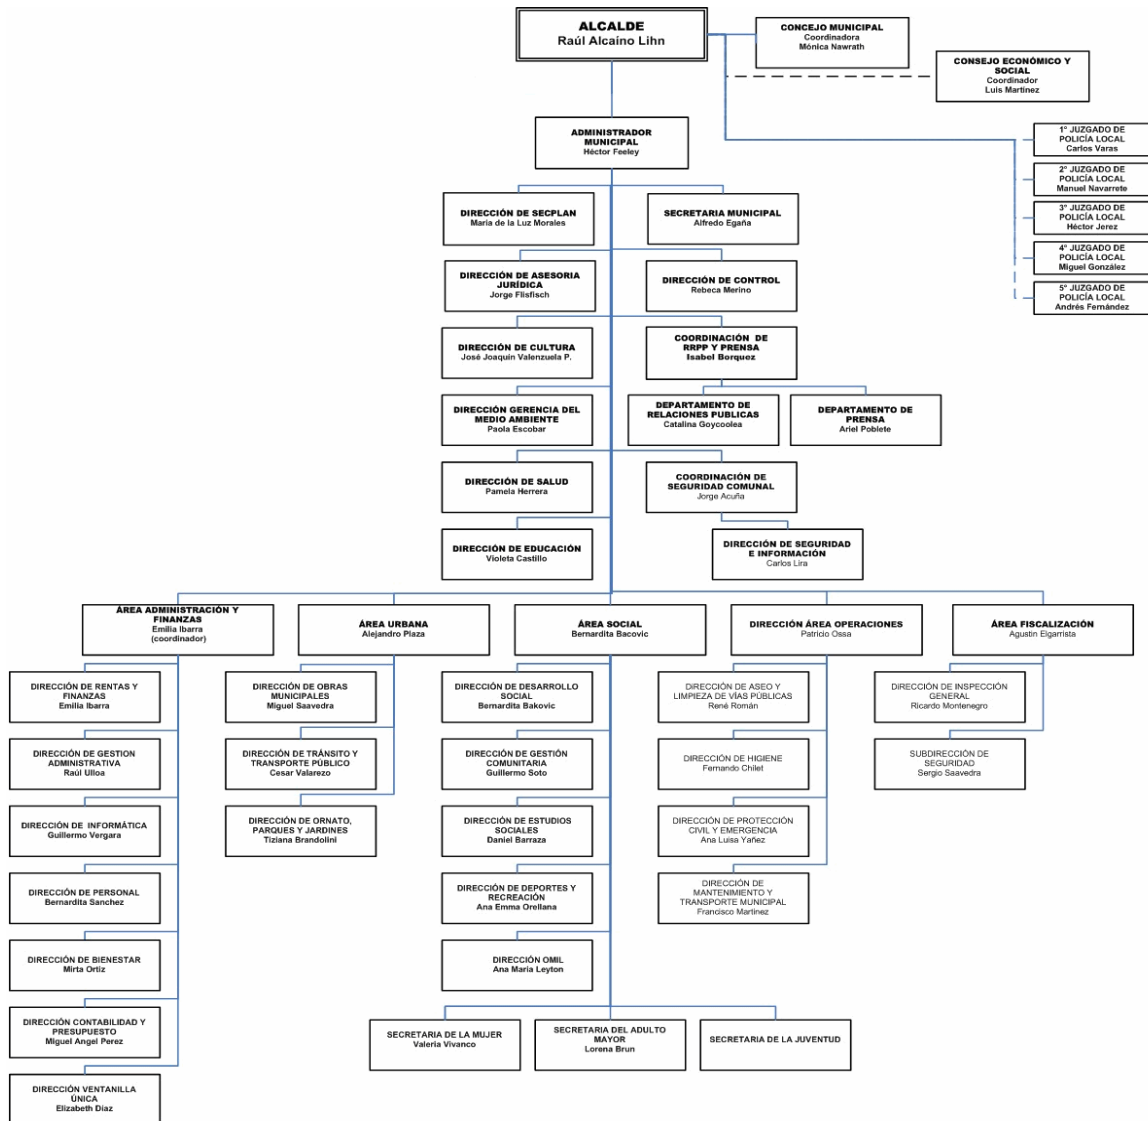 ALCALDE
Raúl Alcaíno Lihn
CONCEJO MUNICIPAL
Coordinadora
Mónica Nawrath
CONSEJO ECONÓMICO Y
SOCIAL
Coordinador
Luis Martínez
ADMINISTRADOR
MUNICIPAL
Héctor Feeley
1° JUZGADO DE
POLICÍA LOCAL
Carlos Varas
2° JUZGADO DE
POLICÍA LOCAL
Manuel Navarrete
3° JUZGADO DE
POLICÍA LOCAL
Héctor Jerez
4° JUZGADO DE
POLICÍA LOCAL
Miguel González
5° JUZGADO DE
POLICÍA LOCAL
Andrés Fernández
DIRECCIÓN DE SECPLAN
María de la Luz Morales
SECRETARIA MUNICIPAL
Alfredo Egaña
DIRECCIÓN DE ASESORIA
JURÍDICA
Jorge Flisfisch
DIRECCIÓN DE CONTROL
Rebeca Merino
DIRECCIÓN DE CULTURA
José Joaquín Valenzuela P.
COORDINACIÓN DE
RRPP Y PRENSA
Isabel Borquez
DIRECCIÓN GERENCIA DEL
MEDIO AMBIENTE
Paola Escobar
DEPARTAMENTO DE
RELACIONES PUBLICAS
Catalina Goycoolea
DEPARTAMENTO DE
PRENSA
Ariel Poblete
DIRECCIÓN DE SALUD
Pamela Herrera
COORDINACIÓN DE
SEGURIDAD COMUNAL
Jorge Acuña
DIRECCIÓN DE EDUCACIÓN
Violeta Castillo
DIRECCIÓN DE SEGURIDAD
E INFORMACIÓN
Carlos Lira
ÁREA ADMINISTRACIÓN Y
FINANZAS
Emilia Ibarra
(coordinador)
ÁREA URBANA
Alejandro Plaza
ÁREA SOCIAL
Bernardita Bacovic
DIRECCIÓN ÁREA OPERACIONES
Patricio Ossa
ÁREA FISCALIZACIÓN
Agustin Elgarrista
DIRECCIÓN DE RENTAS Y
FINANZAS
Emilia Ibarra
DIRECCIÓN DE GESTION
ADMINISTRATIVA
Raúl Ulloa
DIRECCIÓN DE INFORMÁTICA
Guillermo Vergara
DIRECCIÓN DE PERSONAL
Bernardita Sanchez
DIRECCIÓN DE BIENESTAR
Mirta Ortiz
DIRECCIÓN CONTABILIDAD Y
PRESUPUESTO
Miguel Angel Perez
DIRECCIÓN VENTANILLA
ÚNICA
Elizabeth Díaz
DIRECCIÓN DE OBRAS
MUNICIPALES
Miguel Saavedra
DIRECCIÓN DE TRÁNSITO Y
TRANSPORTE PÚBLICO
Cesar Valarezo
DIRECCIÓN DE ORNATO,
PARQUES Y JARDINES
Tiziana Brandolini
DIRECCIÓN DE DESARROLLO
SOCIAL
Bernardita Bakovic
DIRECCIÓN DE GESTIÓN
COMUNITARIA
Guillermo Soto
DIRECCIÓN DE ESTUDIOS
SOCIALES
Daniel Barraza
DIRECCIÓN DE DEPORTES Y
RECREACIÓN
Ana Emma Orellana
DIRECCIÓN OMIL
Ana María Leyton
SECRETARIA DE LA MUJER
Valeria Vivanco
SECRETARIA DEL ADULTO
MAYOR
Lorena Brun
SECRETARIA DE LA JUVENTUD
DIRECCIÓN DE ASEO Y
LIMPIEZA DE VÍAS PÚBLICAS
René Román
DIRECCIÓN DE HIGIENE
Fernando Chilet
DIRECCIÓN DE PROTECCIÓN
CIVIL Y EMERGENCIA
Ana Luisa Yañez
DIRECCIÓN DE
MANTENIMIENTO Y
TRANSPORTE MUNICIPAL
Francisco Martínez
DIRECCIÓN DE INSPECCIÓN
GENERAL
Ricardo Montenegro
SUBDIRECCIÓN DE
SEGURIDAD
Sergio Saavedra